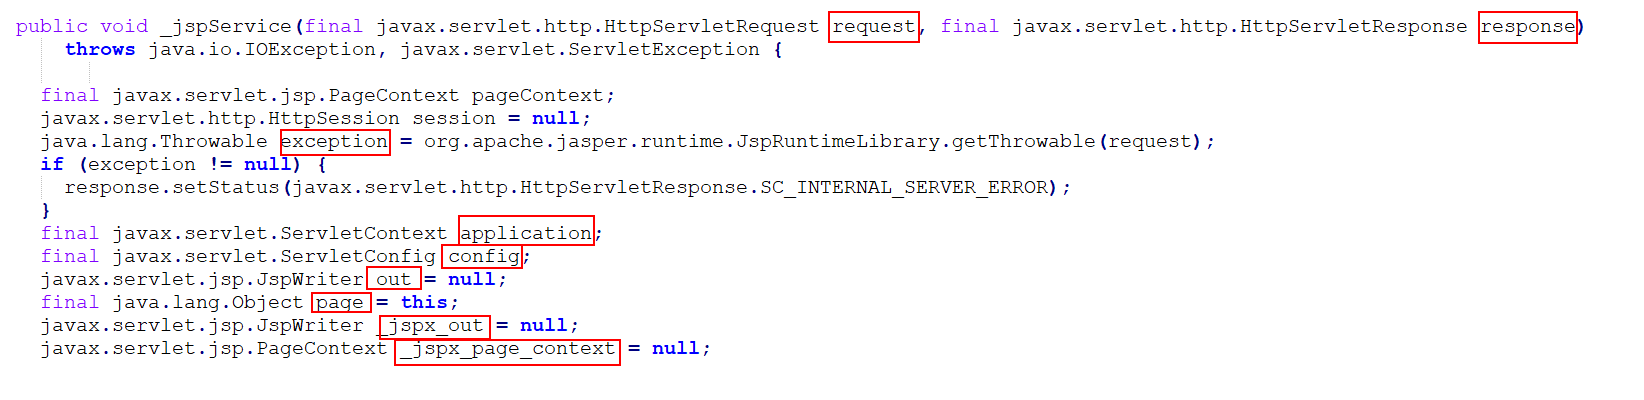 public void _jspService(final javax.servlet.http.HttpServletRequest request, final javax.servlet.http.HttpServletResponse response)
throws java.io.IOException, javax.servlet.ServletException {
final javax.servlet.jsp.PageContext pageContext;
javax.servlet.http.HttpSession session = null;
java.lang.Throwable exception = org.apache.jasper.runtime.JspRuntimeLibrary.getThrowable(request);
if (exception != null) {
response.setStatus(javax.servlet.http.HttpServletResponse.SC_INTERNAL_SERVER_ERROR);
}
final javax.servlet.ServletContext application;
final javax.servlet.ServletConfig config;
javax.servlet.jsp.JspWriter out = null;
final java.lang.Object page = this;
javax.servlet.jsp.JspWriter _jspx_out = null;
javax.servlet.jsp.PageContext _jspx_page_context = null;